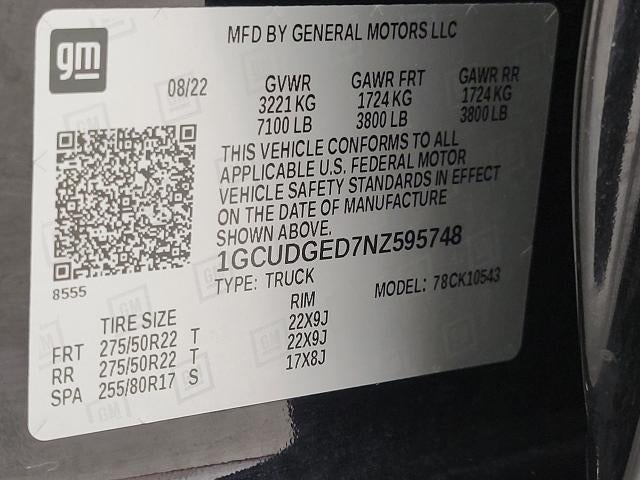 gm
MFD BY GENERAL MOTORS LLC
08/22 GVWR GAWR FRT GAWR RR
3221 KG 1724 KG 1724 KG
7100 LB 3800 LB 3800 LB
THIS VEHICLE CONFORMS TO ALL
APPLICABLE U.S. FEDERAL MOTOR
VEHICLE SAFETY STANDARDS IN EFFECT
ON THE DATE OF MANUFACTURE
SHOWN ABOVE.
1GCUDGED7NZ595748
8555
TYPE: TRUCK MODEL: 78CK10543
TIRE SIZE RIM
FRT 275/50R22 T 22X9J
RR 275/50R22 T 22X9J
SPA 255/80R17 S 17X8J